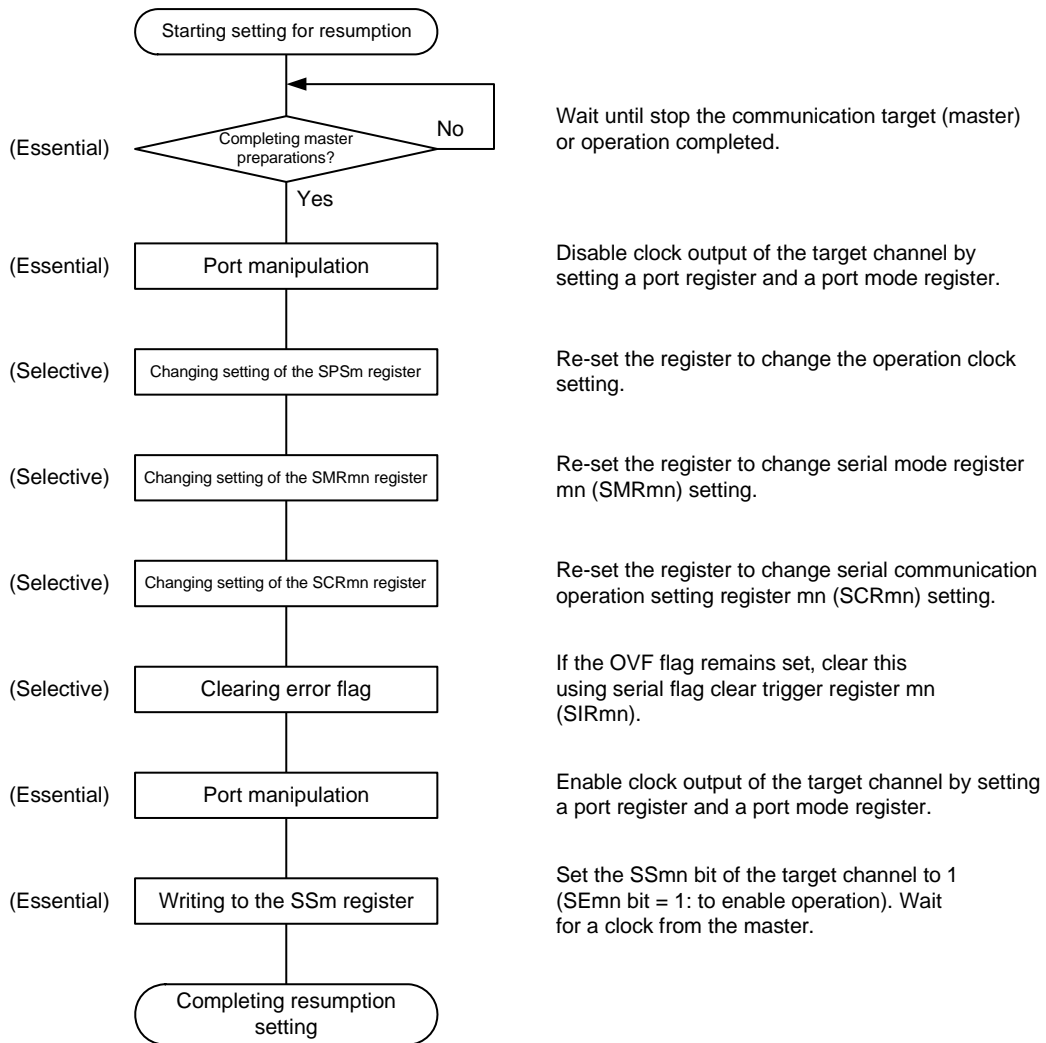 Starting setting for resumption
(Essential)
Completing master
preparations?
No
Wait until stop the communication target (master)
or operation completed.
Yes
(Essential)
Port manipulation
Disable clock output of the target channel by
setting a port register and a port mode register.
(Selective)
Changing setting of the SPSm register
Re-set the register to change the operation clock
setting.
(Selective)
Changing setting of the SMRmn register
Re-set the register to change serial mode register
mn (SMRmn) setting.
(Selective)
Changing setting of the SCRmn register
Re-set the register to change serial communication
operation setting register mn (SCRmn) setting.
(Selective)
Clearing error flag
If the OVF flag remains set, clear this
using serial flag clear trigger register mn
(SIRmn).
(Essential)
Port manipulation
Enable clock output of the target channel by setting
a port register and a port mode register.
(Essential)
Writing to the SSm register
Set the SSmn bit of the target channel to 1
(SEmn bit = 1: to enable operation). Wait
for a clock from the master.
Completing resumption
setting